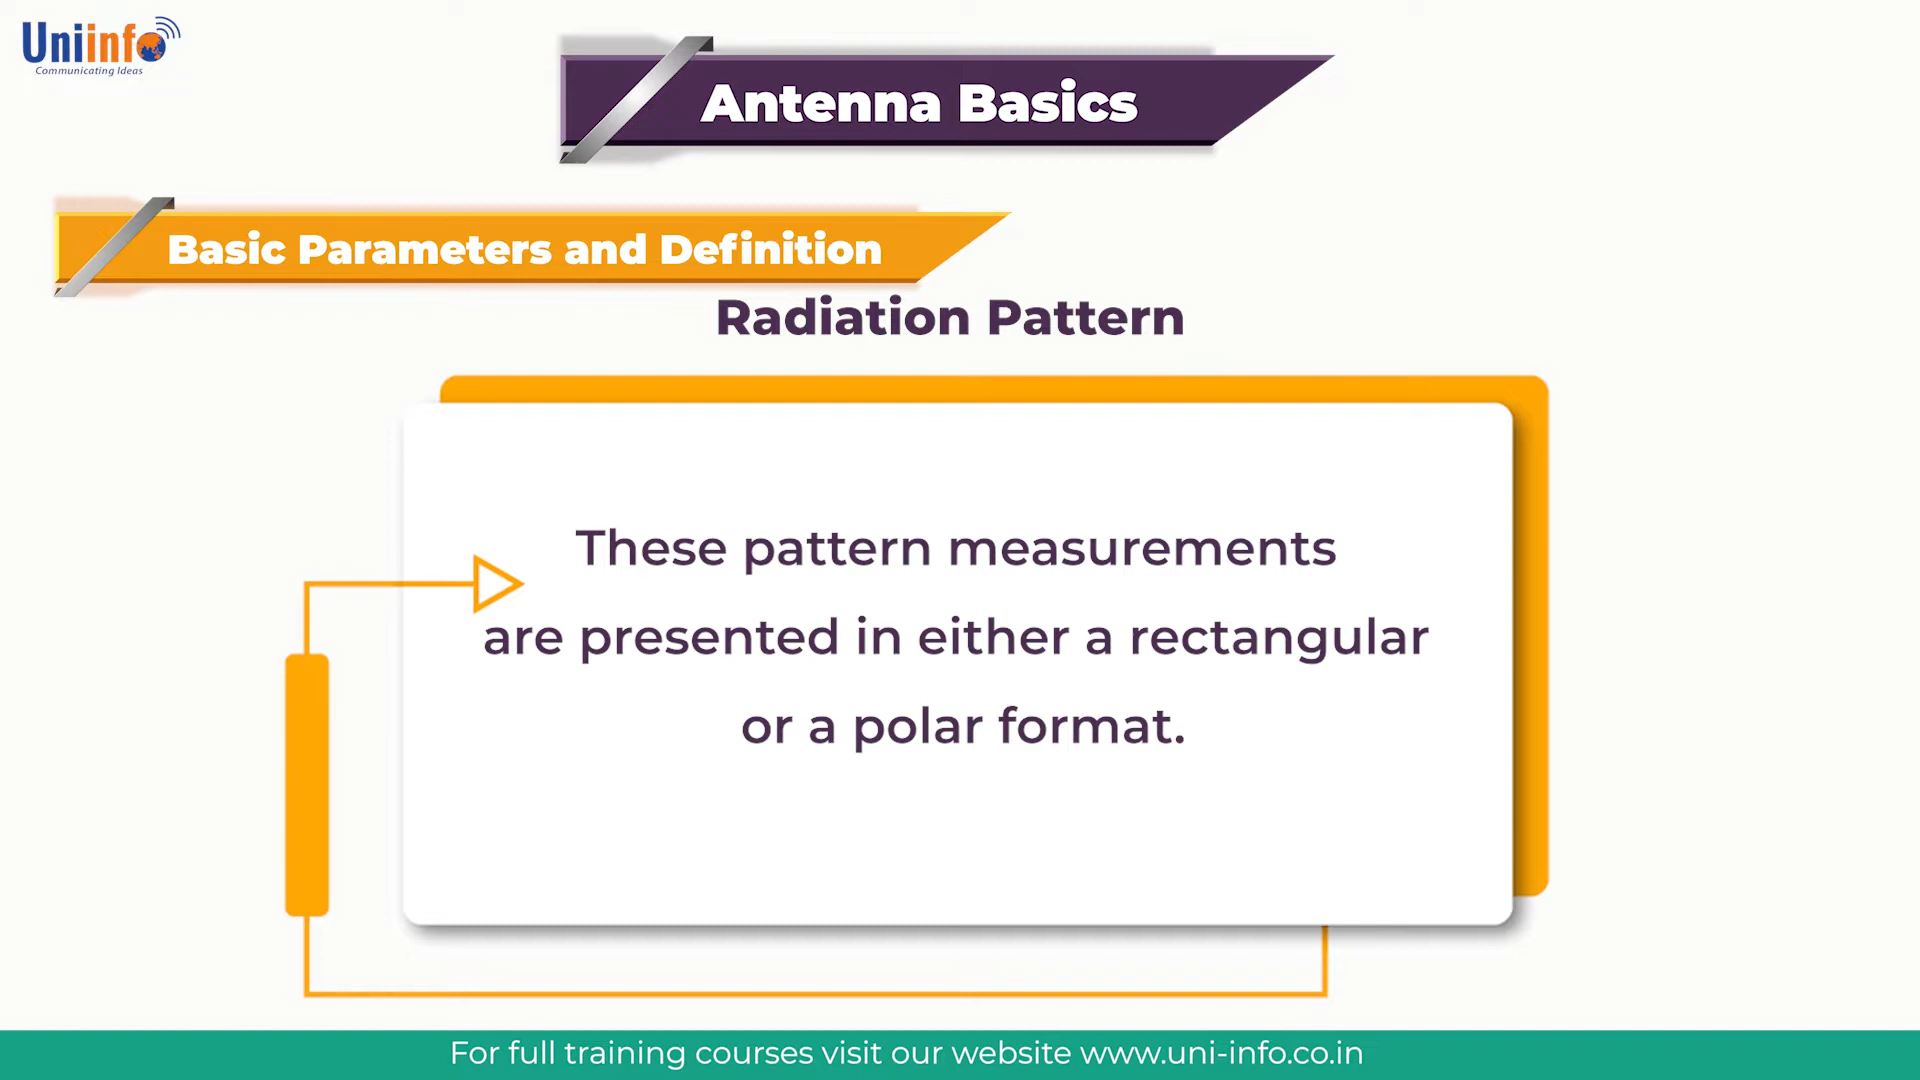 Uniinfo
Communicating Ideas
Antenna Basics
Basic Parameters and Definition
Radiation Pattern
These pattern measurements
are presented in either a rectangular
or a polar format.
For full training courses visit our website www.uni-info.co.in